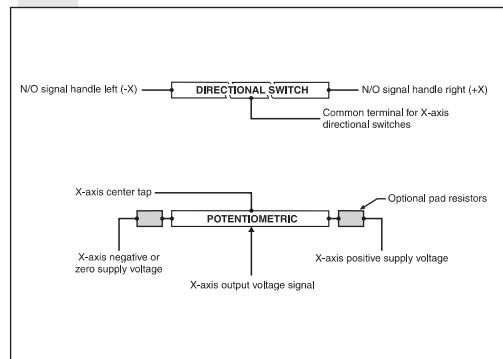 DIRECTIONAL SWITCH
N/O signal handle left (-X)
N/O signal handle right (+X)
Common terminal for X-axis
directional switches
X-axis center tap
Optional pad resistors
POTENTIOMETRIC
X-axis negative or
zero supply voltage
X-axis positive supply voltage
X-axis output voltage signal